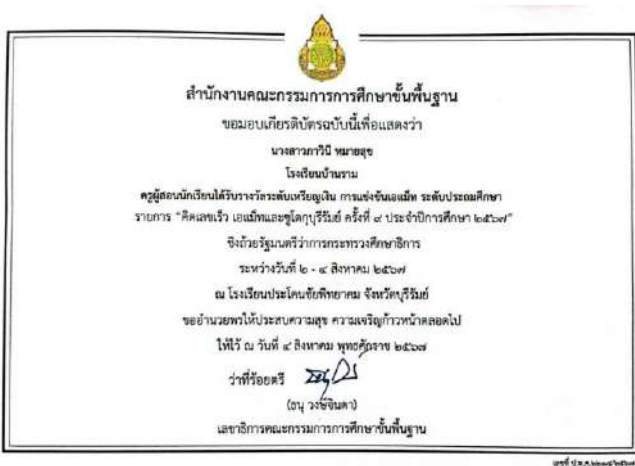 สำนักงานคณะกรรมการการศึกษาขั้นพื้นฐาน
ขอมอบเกียรติบัตรฉบับนี้เพื่อแสดงว่า
นางสาวภาวินี หมายสุข
โรงเรียนบ้านราม
ครูผู้สอนนักเรียนได้รับรางวัลระดับเหรียญเงิน การแข่งขันเอแม็ท ระดับประถมศึกษา
รายการ "คิดเลขเร็ว เอแม็ทและซูโดกุบุรีรัมย์ ครั้งที่ ๙ ประจำปีการศึกษา ๒๕๖๗"
ชิงถ้วยรัฐมนตรีว่าการกระทรวงศึกษาธิการ
ระหว่างวันที่ ๒ - ๔ สิงหาคม ๒๕๖๗
ณ โรงเรียนประโคนชัยพิทยาคม จังหวัดบุรีรัมย์
ขออำนวยพรให้ประสบความสุข ความเจริญก้าวหน้าตลอดไป
ให้ไว้ ณ วันที่ ๔ สิงหาคม พุทธศักราช ๒๕๖๗
ว่าที่ร้อยตรี
(ธนุ วงษ์จินดา)
เลขาธิการคณะกรรมการการศึกษาขั้นพื้นฐาน